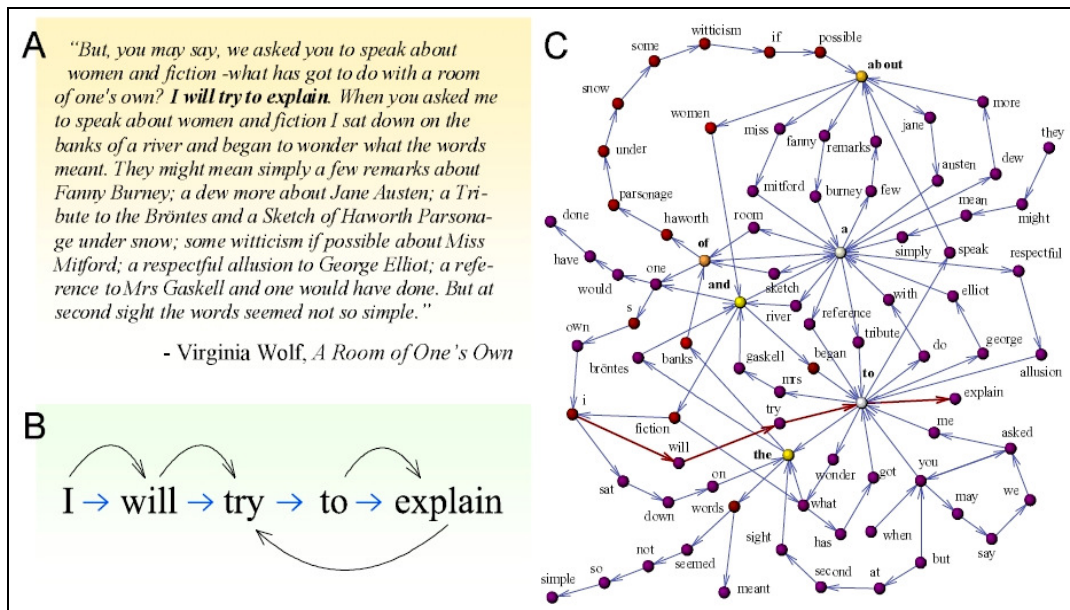 A
“But, you may say, we asked you to speak about
women and fiction -what has got to do with a room
of one's own? I will try to explain. When you asked me
to speak about women and fiction I sat down on the
banks of a river and began to wonder what the words
meant. They might mean simply a few remarks about
Fanny Burney; a dew more about Jane Austen; a Tri-
bute to the Bröntes and a Sketch of Haworth Parsona-
ge under snow; some witticism if possible about Miss
Mitford; a respectful allusion to George Elliot; a refe-
rence to Mrs Gaskell and one would have done. But at
second sight the words seemed not so simple.”
- Virginia Wolf, A Room of One's Own
B
I → will → try → to → explain
C
witticism
if
possible
some
about
snow
women
miss
fanny
remarks
jane
more
they
under
austen
dew
parsonage
mitford
burney
few
mean
might
done
haworth
room
a
of
simply
speak
respectful
have
one
would
and
sketch
with
elliot
s
river
reference
tribute
own
banks
began
do
george
bröntes
gaskell
to
allusion
mrs
explain
i
try
fiction
will
me
asked
the
wonder
got
you
on
sat
what
may
we
down
words
has
when
say
sight
not
seemed
second
at
but
so
simple
meant